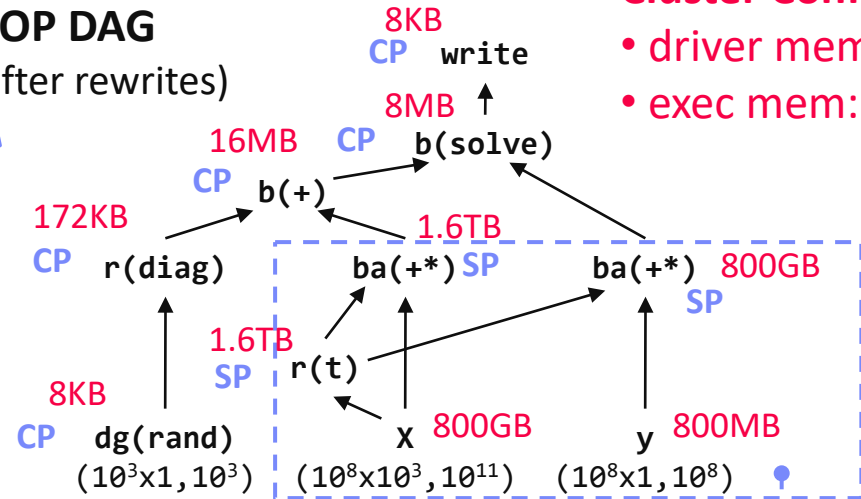 OP DAG
fter rewrites)
8KB
CP write
• driver mem
• exec mem:
8MB
CP b(solve)
16MB
CP b(+)
172KB
CP r(diag)
1.6TB
ba(+*) SP
ba(+*) 800GB
SP
1.6TB
SP r(t)
8KB
CP dg(rand)
(10³x1,10³)
X 800GB
(10⁸x10³,10¹¹)
y 800MB
(10⁸x1,10⁸)